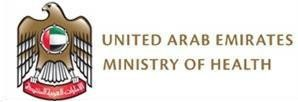 UNITED ARAB EMIRATES
MINISTRY OF HEALTH